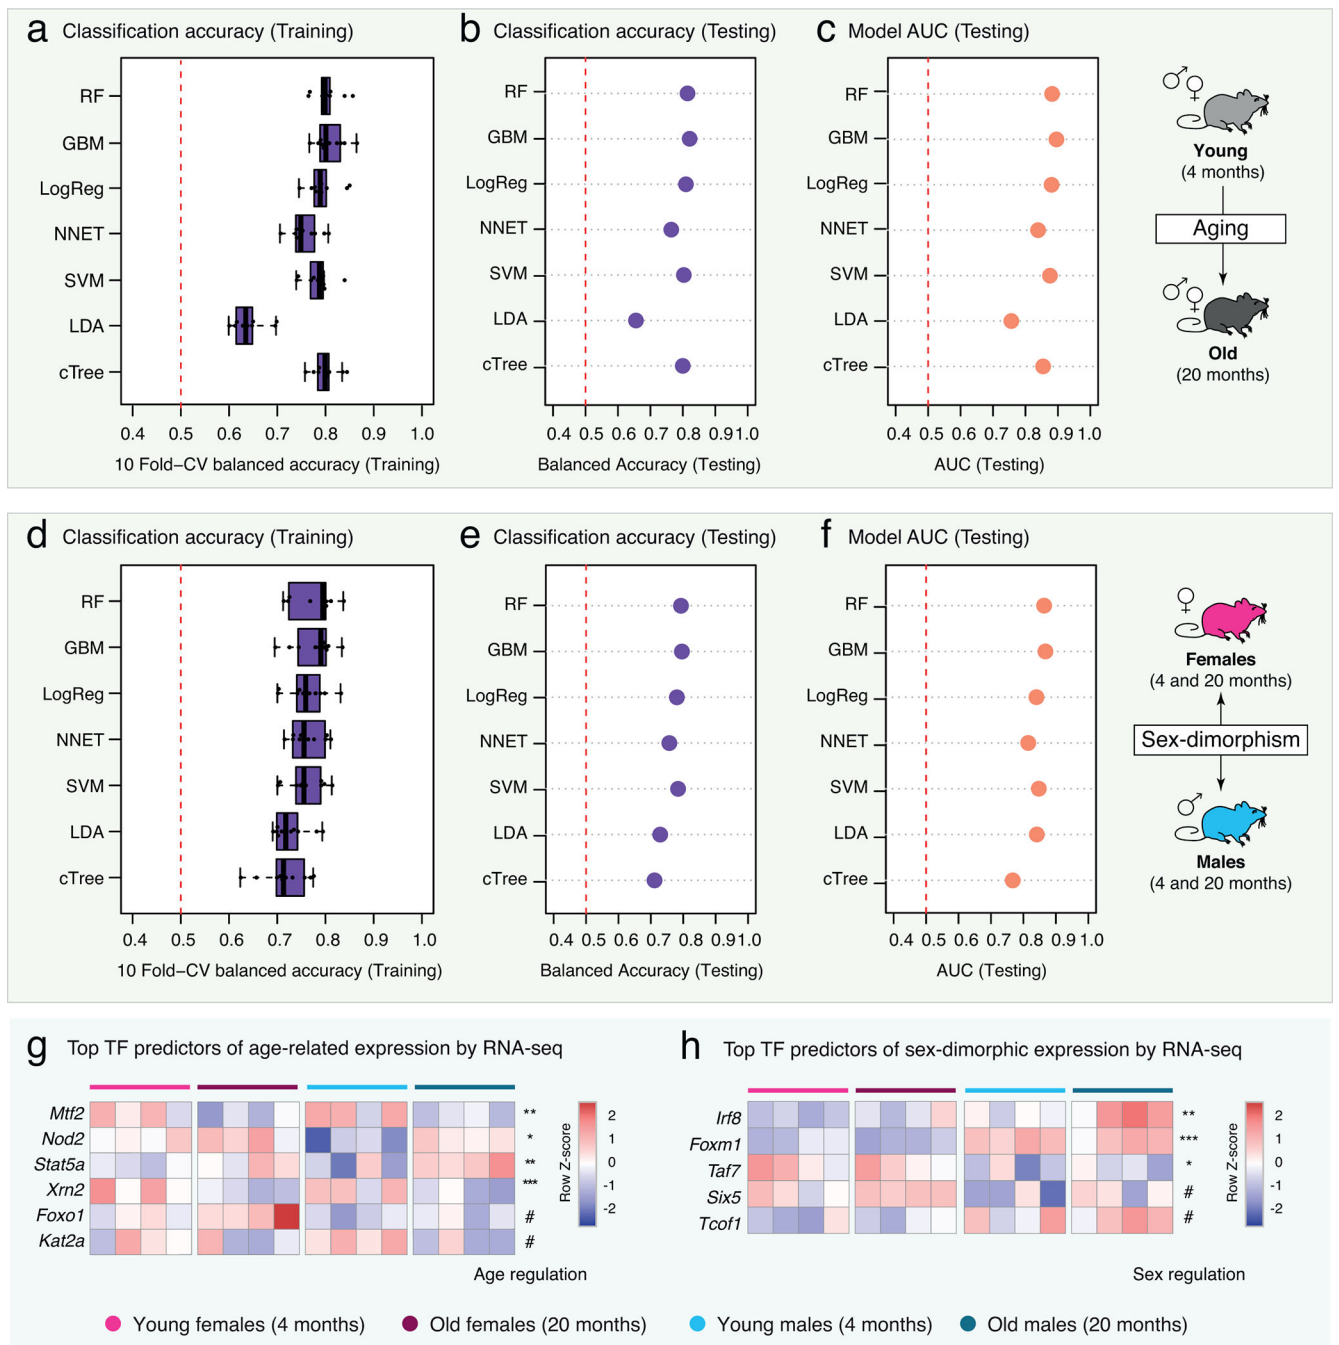 a Classification accuracy (Training)
RF
GBM
LogReg
NNET
SVM
LDA
cTree
0.4 0.5 0.6 0.7 0.8 0.9 1.0
10 Fold−CV balanced accuracy (Training)
b Classification accuracy (Testing)
RF
GBM
LogReg
NNET
SVM
LDA
cTree
0.4 0.5 0.6 0.7 0.8 0.9 1.0
Balanced Accuracy (Testing)
c Model AUC (Testing)
RF
GBM
LogReg
NNET
SVM
LDA
cTree
0.4 0.5 0.6 0.7 0.8 0.9 1.0
AUC (Testing)
♂ ♀
Young
(4 months)
Aging
♂ ♀
Old
(20 months)
d Classification accuracy (Training)
RF
GBM
LogReg
NNET
SVM
LDA
cTree
0.4 0.5 0.6 0.7 0.8 0.9 1.0
10 Fold−CV balanced accuracy (Training)
e Classification accuracy (Testing)
RF
GBM
LogReg
NNET
SVM
LDA
cTree
0.4 0.5 0.6 0.7 0.8 0.9 1.0
Balanced Accuracy (Testing)
f Model AUC (Testing)
RF
GBM
LogReg
NNET
SVM
LDA
cTree
0.4 0.5 0.6 0.7 0.8 0.9 1.0
AUC (Testing)
♀
Females
(4 and 20 months)
Sex-dimorphism
♂
Males
(4 and 20 months)
g Top TF predictors of age-related expression by RNA-seq
Mtf2 **
Nod2 *
Stat5a **
Xrn2 ***
Foxo1 #
Kat2a #
2
1
0
-1
-2
Row Z-score
Age regulation
h Top TF predictors of sex-dimorphic expression by RNA-seq
Irf8 **
Foxm1 ***
Taf7 *
Six5 #
Tcof1 #
2
1
0
-1
-2
Row Z-score
Sex regulation
Young females (4 months) Old females (20 months) Young males (4 months) Old males (20 months)